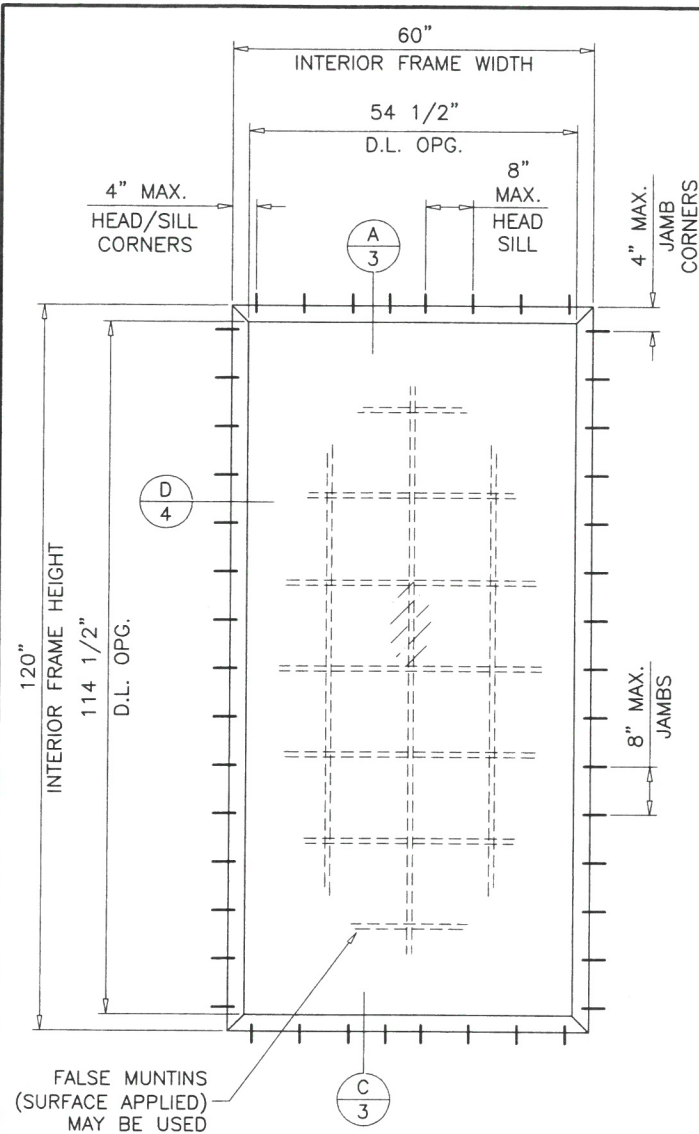 60"
INTERIOR FRAME WIDTH
54 1/2"
D.L. OPG.
4" MAX.
HEAD/SILL
CORNERS
8"
MAX.
HEAD
SILL
4" MAX.
JAMB
CORNERS
A
3
D
4
120"
INTERIOR FRAME HEIGHT
114 1/2"
D.L. OPG.
8" MAX.
JAMBS
FALSE MUNTINS
(SURFACE APPLIED)
MAY BE USED
C
3